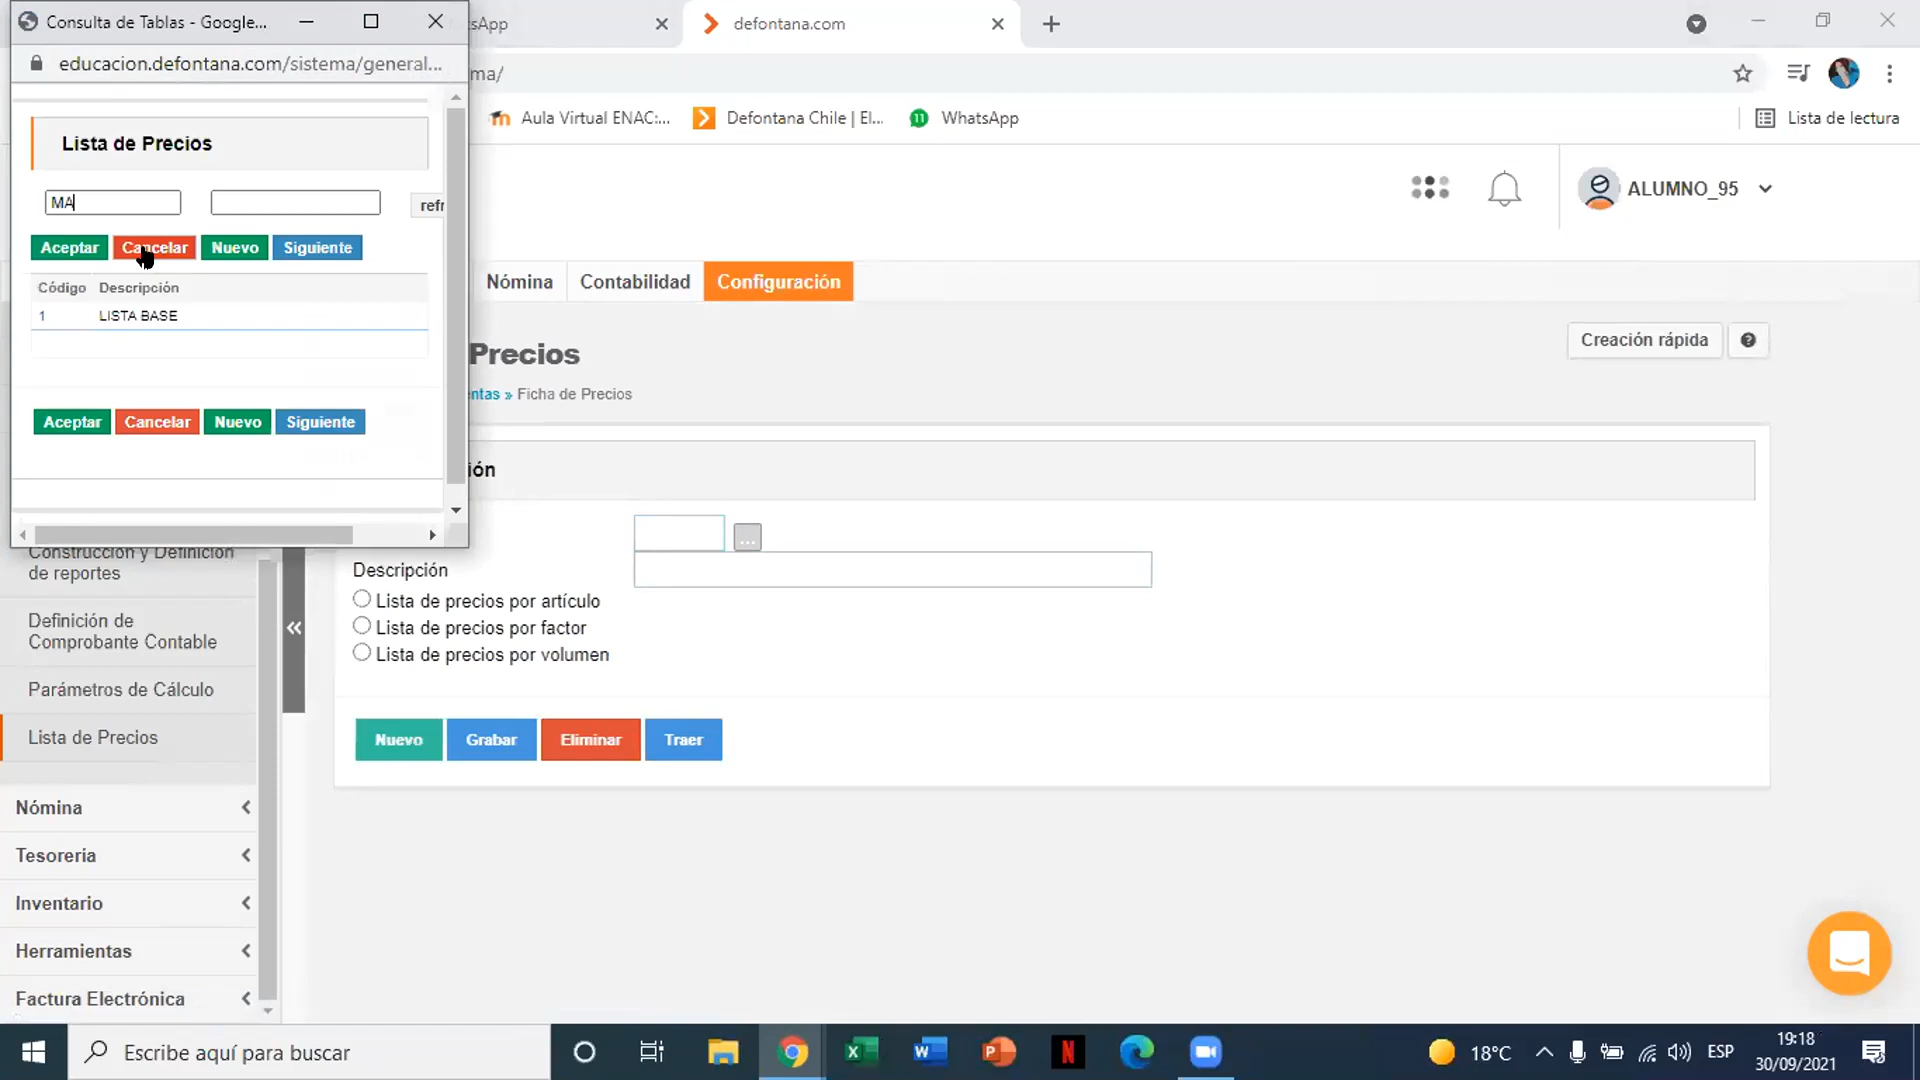 Consulta de Tablas - Google...
sApp
defontana.com
educacion.defontana.com/sistema/general...
ma/
Aula Virtual ENAC:...
Defontana Chile | El...
11
WhatsApp
Lista de lectura
Lista de Precios
MA
refr
Aceptar
Cancelar
Nuevo
Siguiente
Código
Descripción
1
LISTA BASE
Aceptar
Cancelar
Nuevo
Siguiente
ALUMNO_95
Nómina
Contabilidad
Configuración
Precios
Creación rápida
?
entas » Ficha de Precios
ión
...
Descripción
Lista de precios por artículo
Lista de precios por factor
Lista de precios por volumen
Nuevo
Grabar
Eliminar
Traer
Construcción y Definición
de reportes
Definición de
Comprobante Contable
Parámetros de Cálculo
Lista de Precios
Nómina
Tesoreria
Inventario
Herramientas
Factura Electrónica
Escribe aquí para buscar
18°C
ESP
19:18
30/09/2021